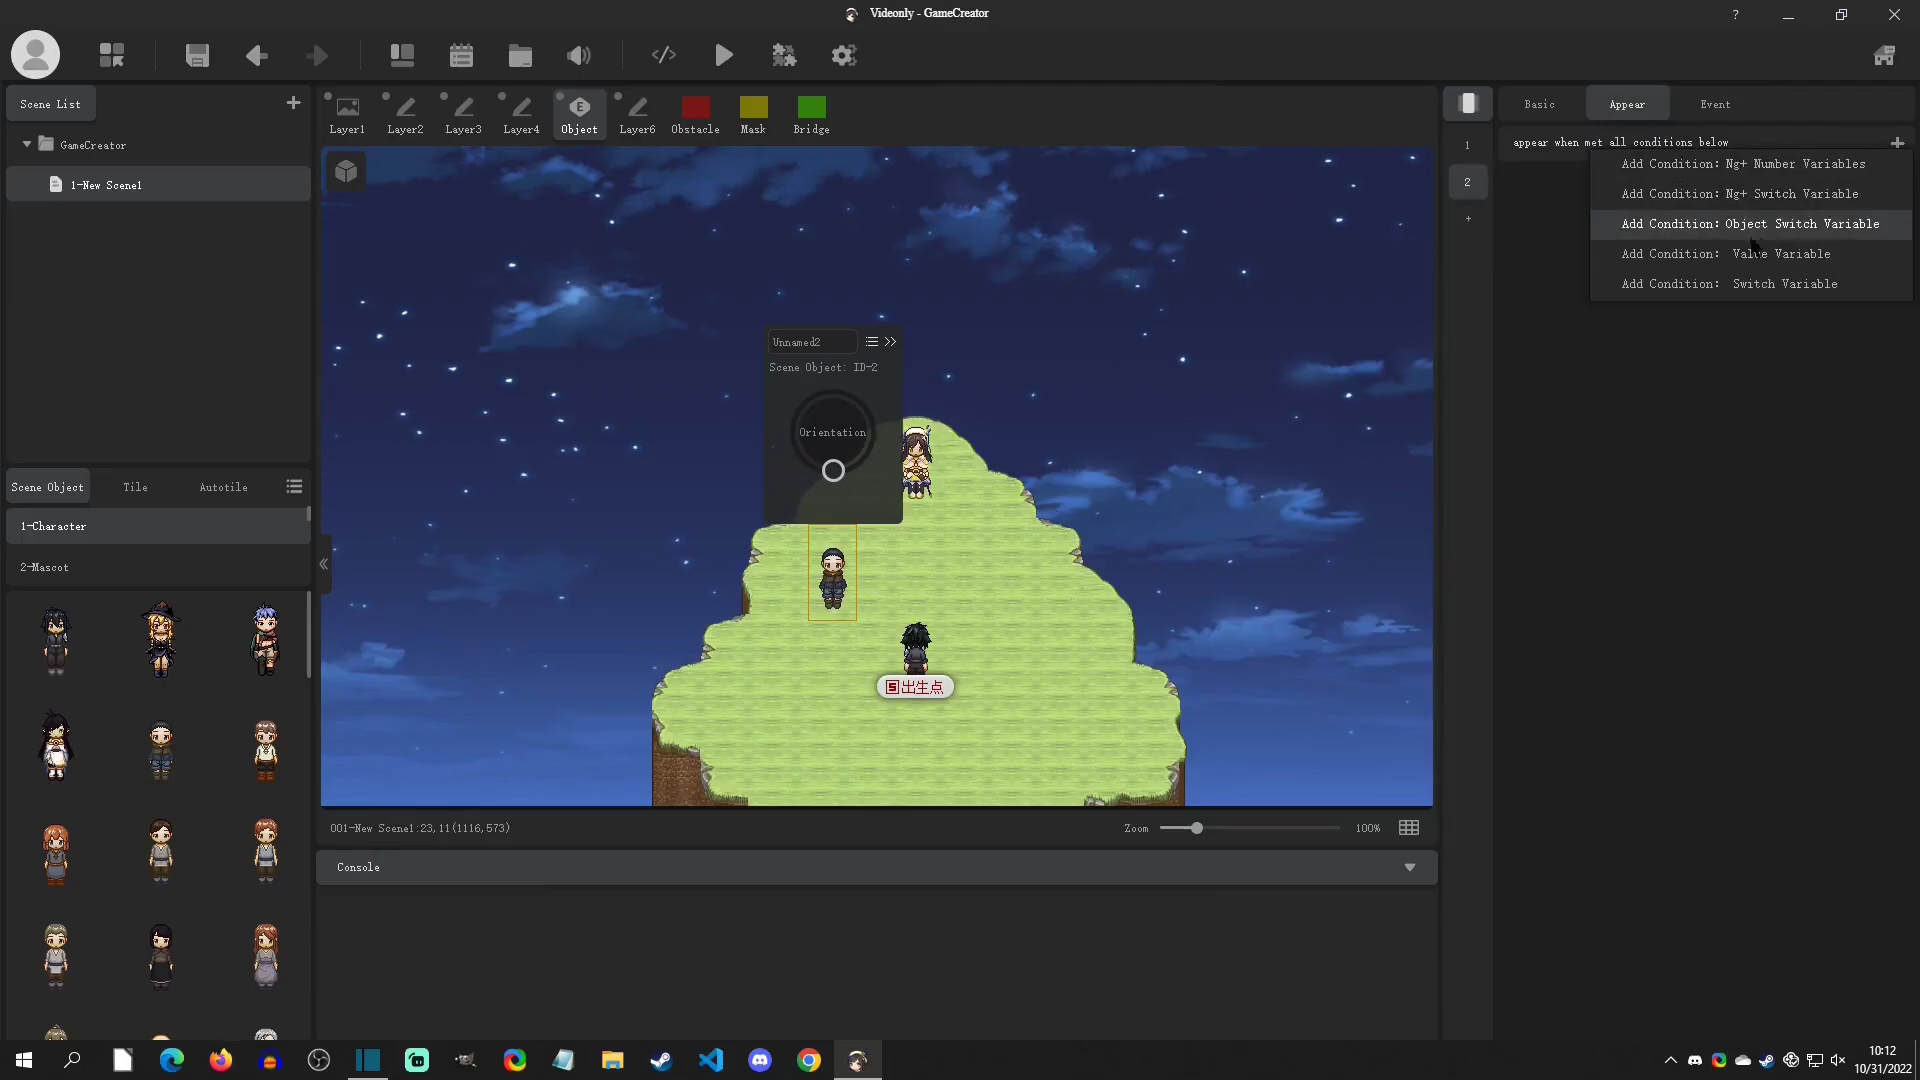 Videonly - GameCreator
?
Scene List
GameCreator
1-New Scene1
Layer1
Layer2
Layer3
Layer4
Object
Layer6
Obstacle
Mask
Bridge
Basic
Appear
Event
appear when met all conditions below
1
2
+
Add Condition: Ng+ Number Variables
Add Condition: Ng+ Switch Variable
Add Condition: Object Switch Variable
Add Condition: Value Variable
Add Condition: Switch Variable
Unnamed2
Scene Object: ID-2
Orientation
S出生点
Scene Object
Tile
Autotile
1-Character
2-Mascot
001-New Scene1:23,11(1116,573)
Zoom
100%
Console
10:12
10/31/2022